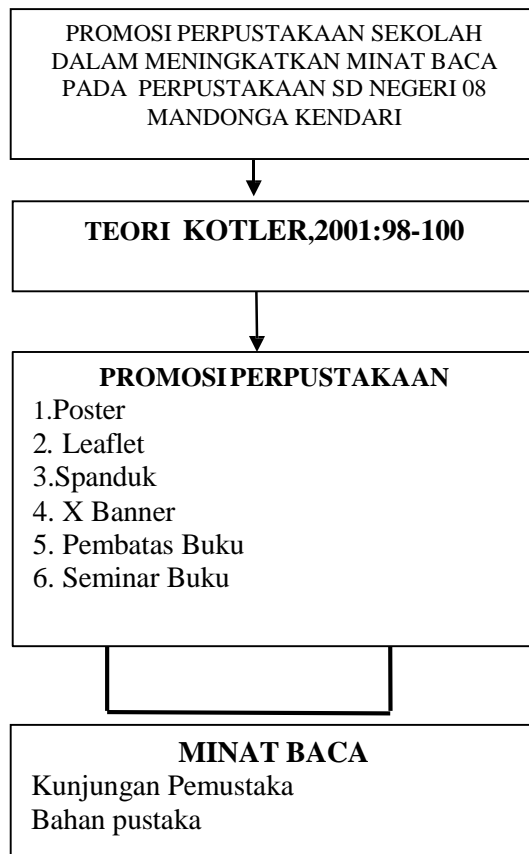 PROMOSI PERPUSTAKAAN SEKOLAH
DALAM MENINGKATKAN MINAT BACA
PADA PERPUSTAKAAN SD NEGERI 08
MANDONGA KENDARI
TEORI KOTLER,2001:98-100
PROMOSI PERPUSTAKAAN
1.Poster
2. Leaflet
3.Spanduk
4. X Banner
5. Pembatas Buku
6. Seminar Buku
MINAT BACA
Kunjungan Pemustaka
Bahan pustaka